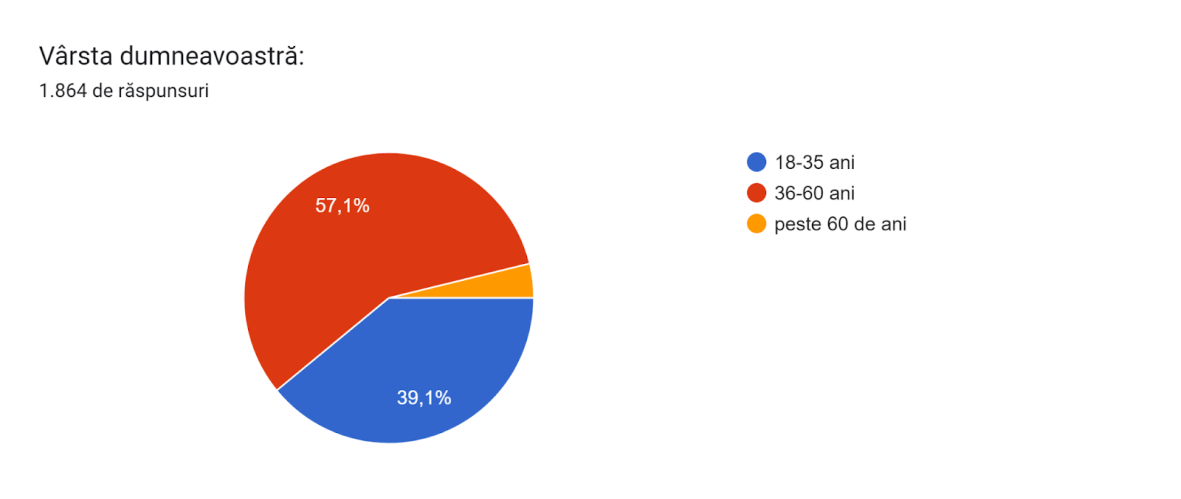 Vârsta dumneavoastră:
1.864 de răspunsuri
57,1%
39,1%
18-35 ani
36-60 ani
peste 60 de ani